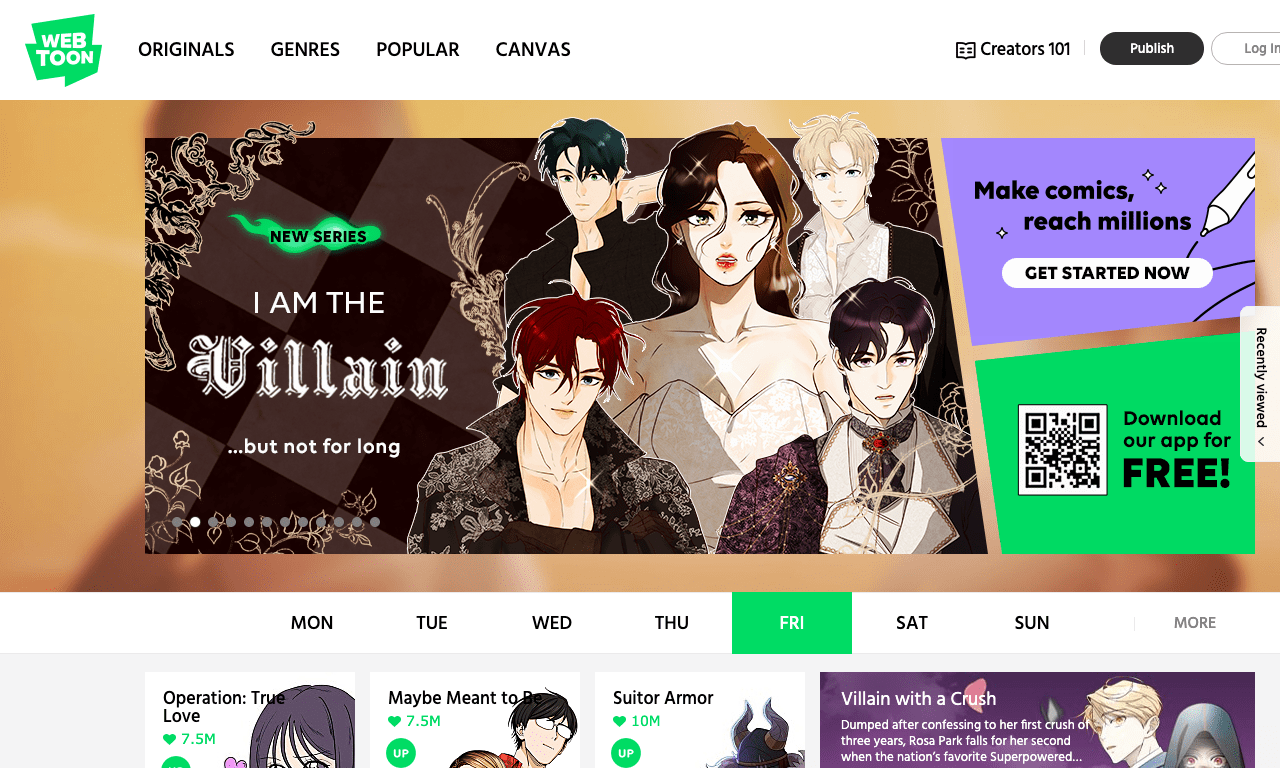 WEB
TOON
ORIGINALS
GENRES
POPULAR
CANVAS
Creators 101
Publish
Log In
NEW SERIES
I AM THE
Villain
...but not for long
Make comics,
reach millions
GET STARTED NOW
Download
our app for
FREE!
Recently viewed
MON
TUE
WED
THU
FRI
SAT
SUN
MORE
Operation: True
Love
7.5M
Maybe Meant to Be
7.5M
UP
Suitor Armor
10M
UP
Villain with a Crush
Dumped after confessing to her first crush of
three years, Rosa Park falls for her second
when the nation's favorite Superpowered...